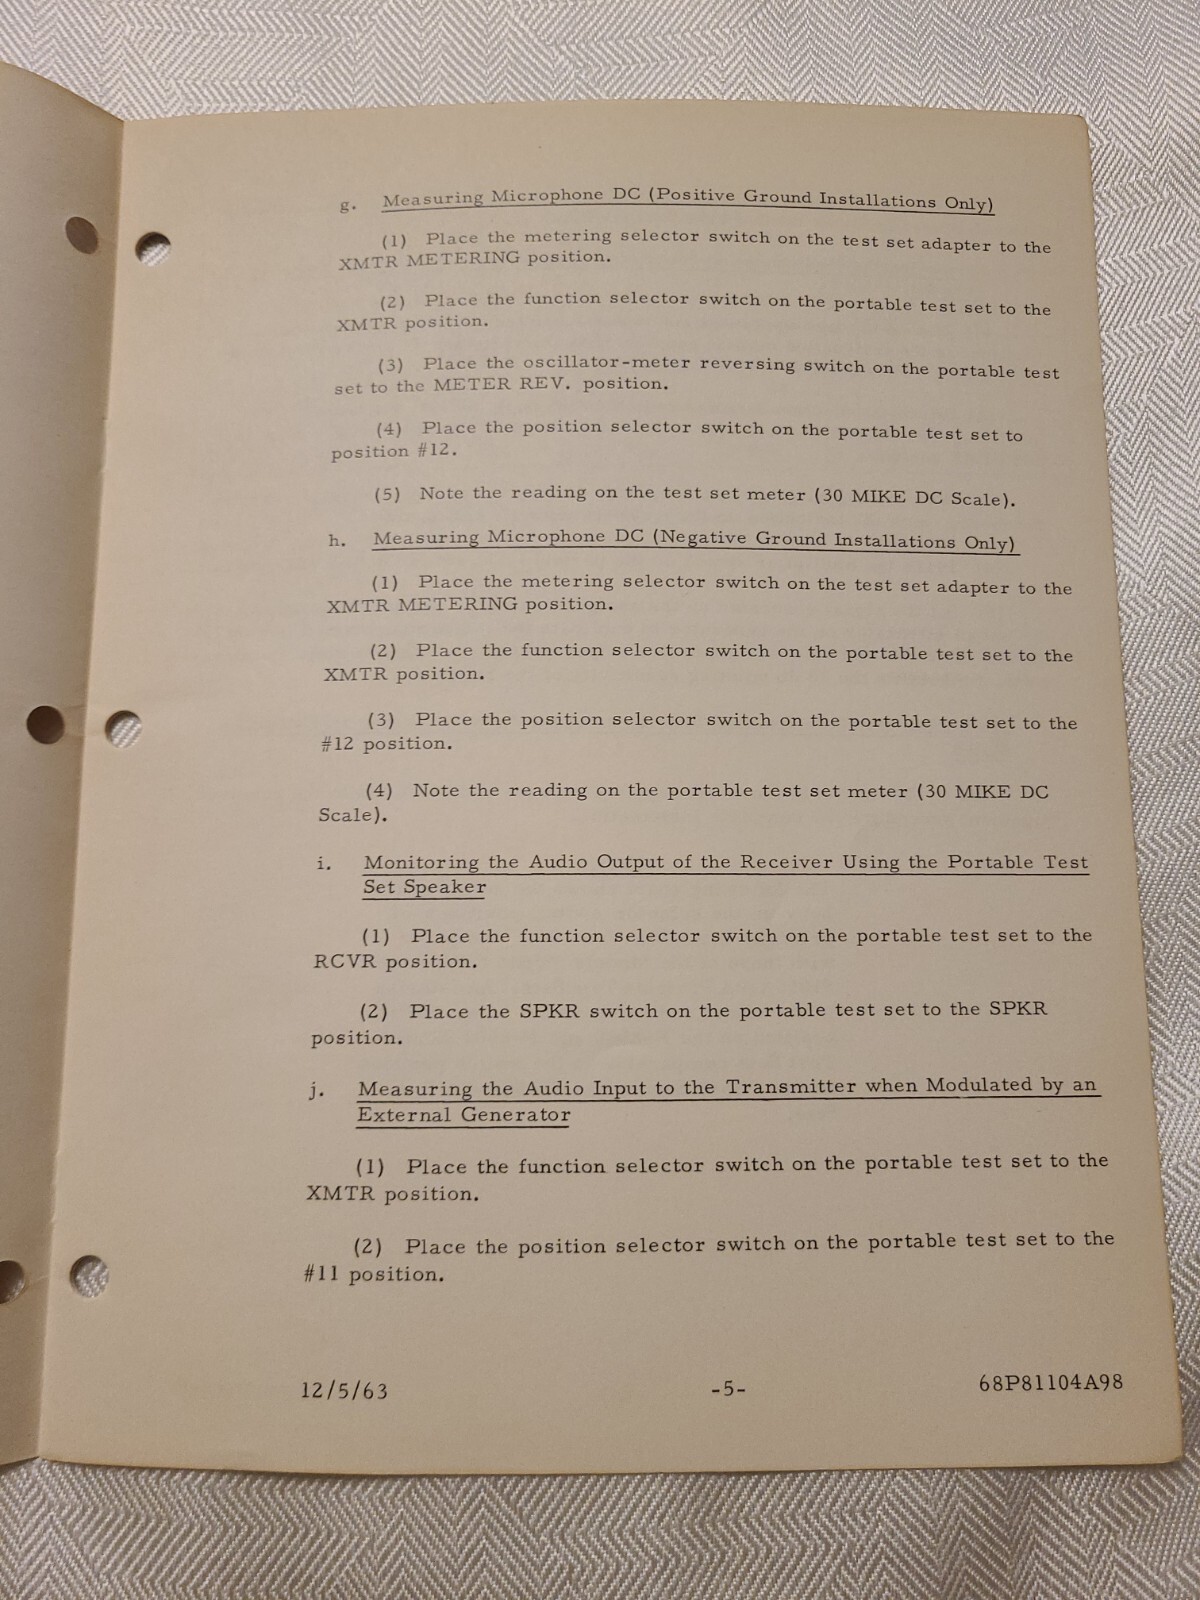 g. Measuring Microphone DC (Positive Ground Installations Only)
(1) Place the metering selector switch on the test set adapter to the
XMTR METERING position.
(2) Place the function selector switch on the portable test set to the
XMTR position.
(3) Place the oscillator-meter reversing switch on the portable test
set to the METER REV. position.
(4) Place the position selector switch on the portable test set to
position #12.
(5) Note the reading on the test set meter (30 MIKE DC Scale).
h. Measuring Microphone DC (Negative Ground Installations Only)
(1) Place the metering selector switch on the test set adapter to the
XMTR METERING position.
(2) Place the function selector switch on the portable test set to the
XMTR position.
(3) Place the position selector switch on the portable test set to the
#12 position.
(4) Note the reading on the portable test set meter (30 MIKE DC
Scale).
i. Monitoring the Audio Output of the Receiver Using the Portable Test
Set Speaker
(1) Place the function selector switch on the portable test set to the
RCVR position.
(2) Place the SPKR switch on the portable test set to the SPKR
position.
j. Measuring the Audio Input to the Transmitter when Modulated by an
External Generator
(1) Place the function selector switch on the portable test set to the
XMTR position.
(2) Place the position selector switch on the portable test set to the
#11 position.
12/5/63 -5- 68P81104A98